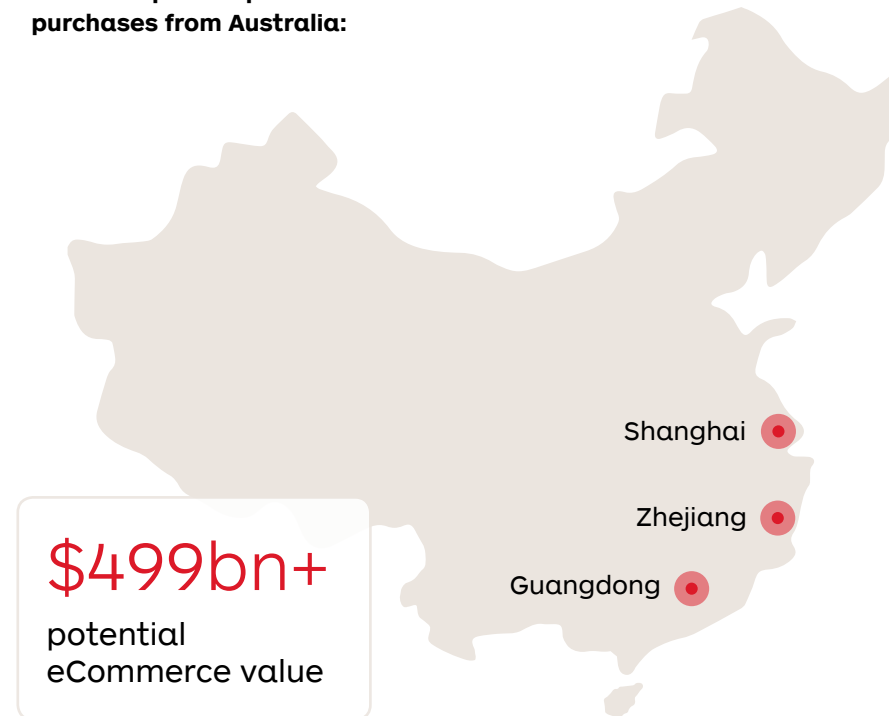 purchases from Australia:
Shanghai
Zhejiang
Guangdong
$499bn+
potential
eCommerce value